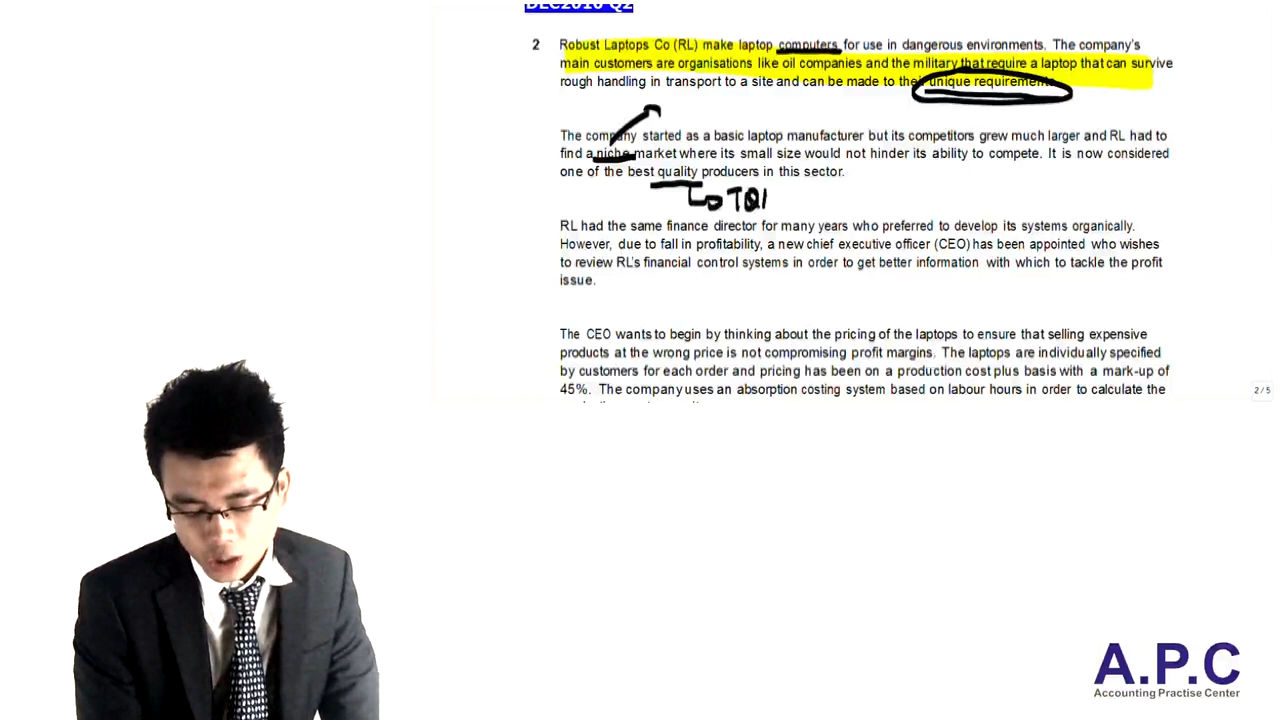 DEC2010 Q2
2 Robust Laptops Co (RL) make laptop computers for use in dangerous environments. The company's
main customers are organisations like oil companies and the military that require a laptop that can survive
rough handling in transport to a site and can be made to their unique requirements.
The company started as a basic laptop manufacturer but its competitors grew much larger and RL had to
find a niche market where its small size would not hinder its ability to compete. It is now considered
one of the best quality producers in this sector.
RL had the same finance director for many years who preferred to develop its systems organically.
However, due to fall in profitability, a new chief executive officer (CEO) has been appointed who wishes
to review RL's financial control systems in order to get better information with which to tackle the profit
issue.
The CEO wants to begin by thinking about the pricing of the laptops to ensure that selling expensive
products at the wrong price is not compromising profit margins. The laptops are individually specified
by customers for each order and pricing has been on a production cost plus basis with a mark-up of
45%. The company uses an absorption costing system based on labour hours in order to calculate the
2/5
A.P.C
Accounting Practise Center